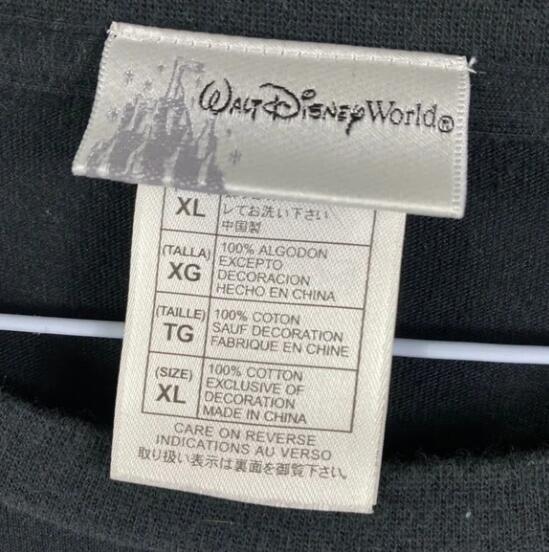 WALT DISNEY World®
XL
レてお洗い下さい
中国製
(TALLA)
XG
100% ALGODON
EXCEPTO
DECORACION
HECHO EN CHINA
(TAILLE)
TG
100% COTON
SAUF DECORATION
FABRIQUE EN CHINE
(SIZE)
XL
100% COTTON
EXCLUSIVE OF
DECORATION
MADE IN CHINA
CARE ON REVERSE
INDICATIONS AU VERSO
取り扱い表示は裏面を御覧下さい。